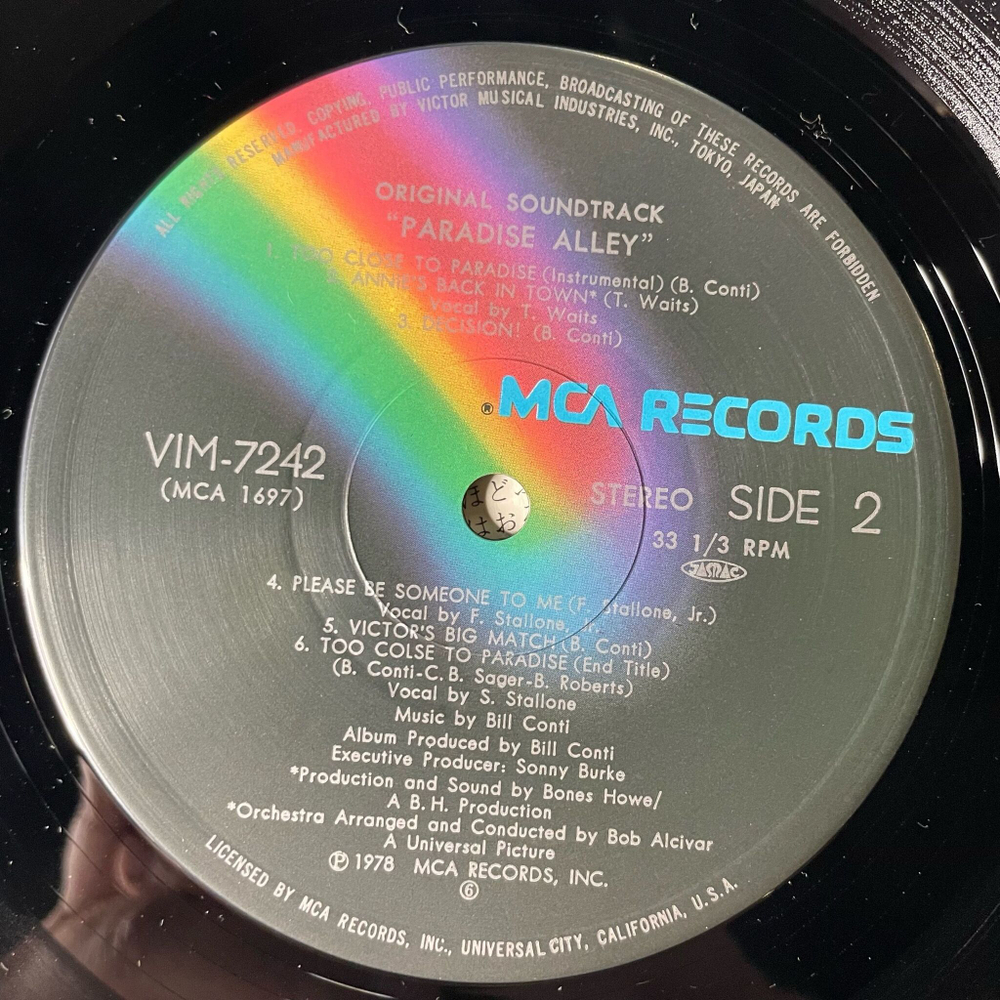 ALL RIGHTS RESERVED. COPYING, PUBLIC PERFORMANCE, BROADCASTING OF THESE RECORDS ARE FORBIDDEN
MANUFACTURED BY VICTOR MUSICAL INDUSTRIES, INC., TOKYO, JAPAN
ORIGINAL SOUNDTRACK
"PARADISE ALLEY"
1. TOO CLOSE TO PARADISE (Instrumental) (B. Conti)
2. ANNIE'S BACK IN TOWN* (T. Waits)
Vocal by T. Waits
3. DECISION! (B. Conti)
® MCA RECORDS
VIM-7242
(MCA 1697)
STEREO SIDE 2
33 1/3 RPM
JASRAC
ほど
はお
4. PLEASE BE SOMEONE TO ME (F. Stallone, Jr.)
Vocal by F. Stallone, Jr.
5. VICTOR'S BIG MATCH (B. Conti)
6. TOO COLSE TO PARADISE (End Title)
(B. Conti-C. B. Sager-B. Roberts)
Vocal by S. Stallone
Music by Bill Conti
Album Produced by Bill Conti
Executive Producer: Sonny Burke
*Production and Sound by Bones Howe/
A B. H. Production
*Orchestra Arranged and Conducted by Bob Alcivar
A Universal Picture
Ⓟ 1978 MCA RECORDS, INC.
⑥
LICENSED BY MCA RECORDS, INC., UNIVERSAL CITY, CALIFORNIA, U.S.A.